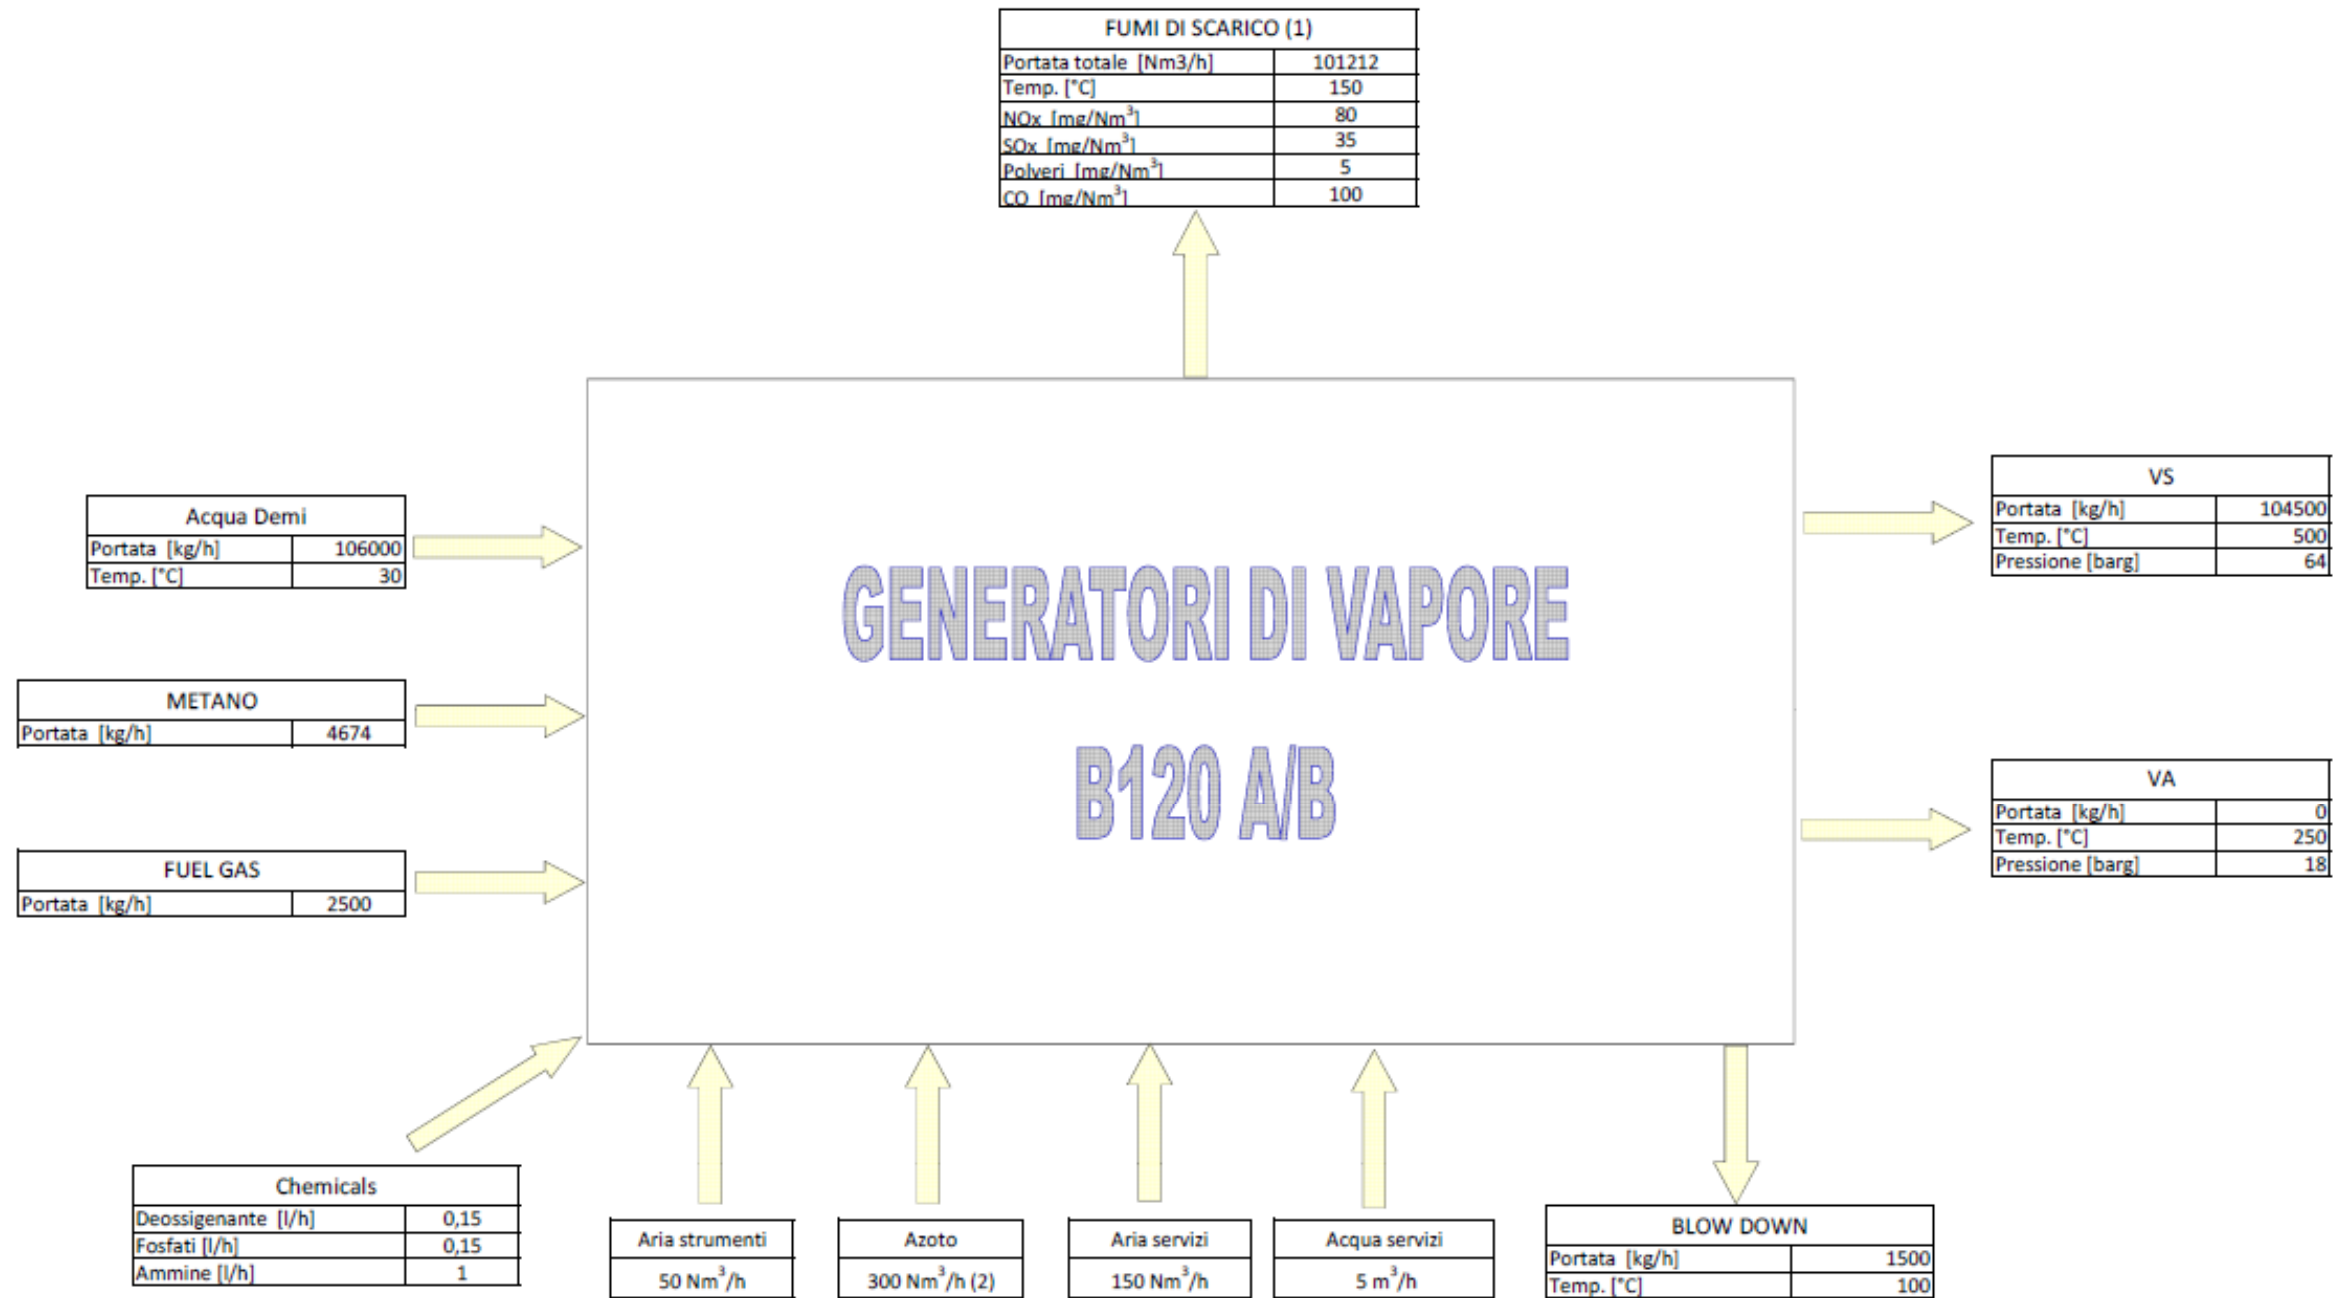 FUMI DI SCARICO (1)
Portata totale [Nm3/h] 101212
Temp. [°C] 150
NOx [mg/Nm³] 80
SOx [mg/Nm³] 35
Polveri [mg/Nm³] 5
CO [mg/Nm³] 100
Acqua Demi
Portata [kg/h] 106000
Temp. [°C] 30
METANO
Portata [kg/h] 4674
FUEL GAS
Portata [kg/h] 2500
GENERATORI DI VAPORE
B120 A/B
VS
Portata [kg/h] 104500
Temp. [°C] 500
Pressione [barg] 64
VA
Portata [kg/h] 0
Temp. [°C] 250
Pressione [barg] 18
Chemicals
Deossigenante [l/h] 0,15
Fosfati [l/h] 0,15
Ammine [l/h] 1
Aria strumenti
50 Nm³/h
Azoto
300 Nm³/h (2)
Aria servizi
150 Nm³/h
Acqua servizi
5 m³/h
BLOW DOWN
Portata [kg/h] 1500
Temp. [°C] 100